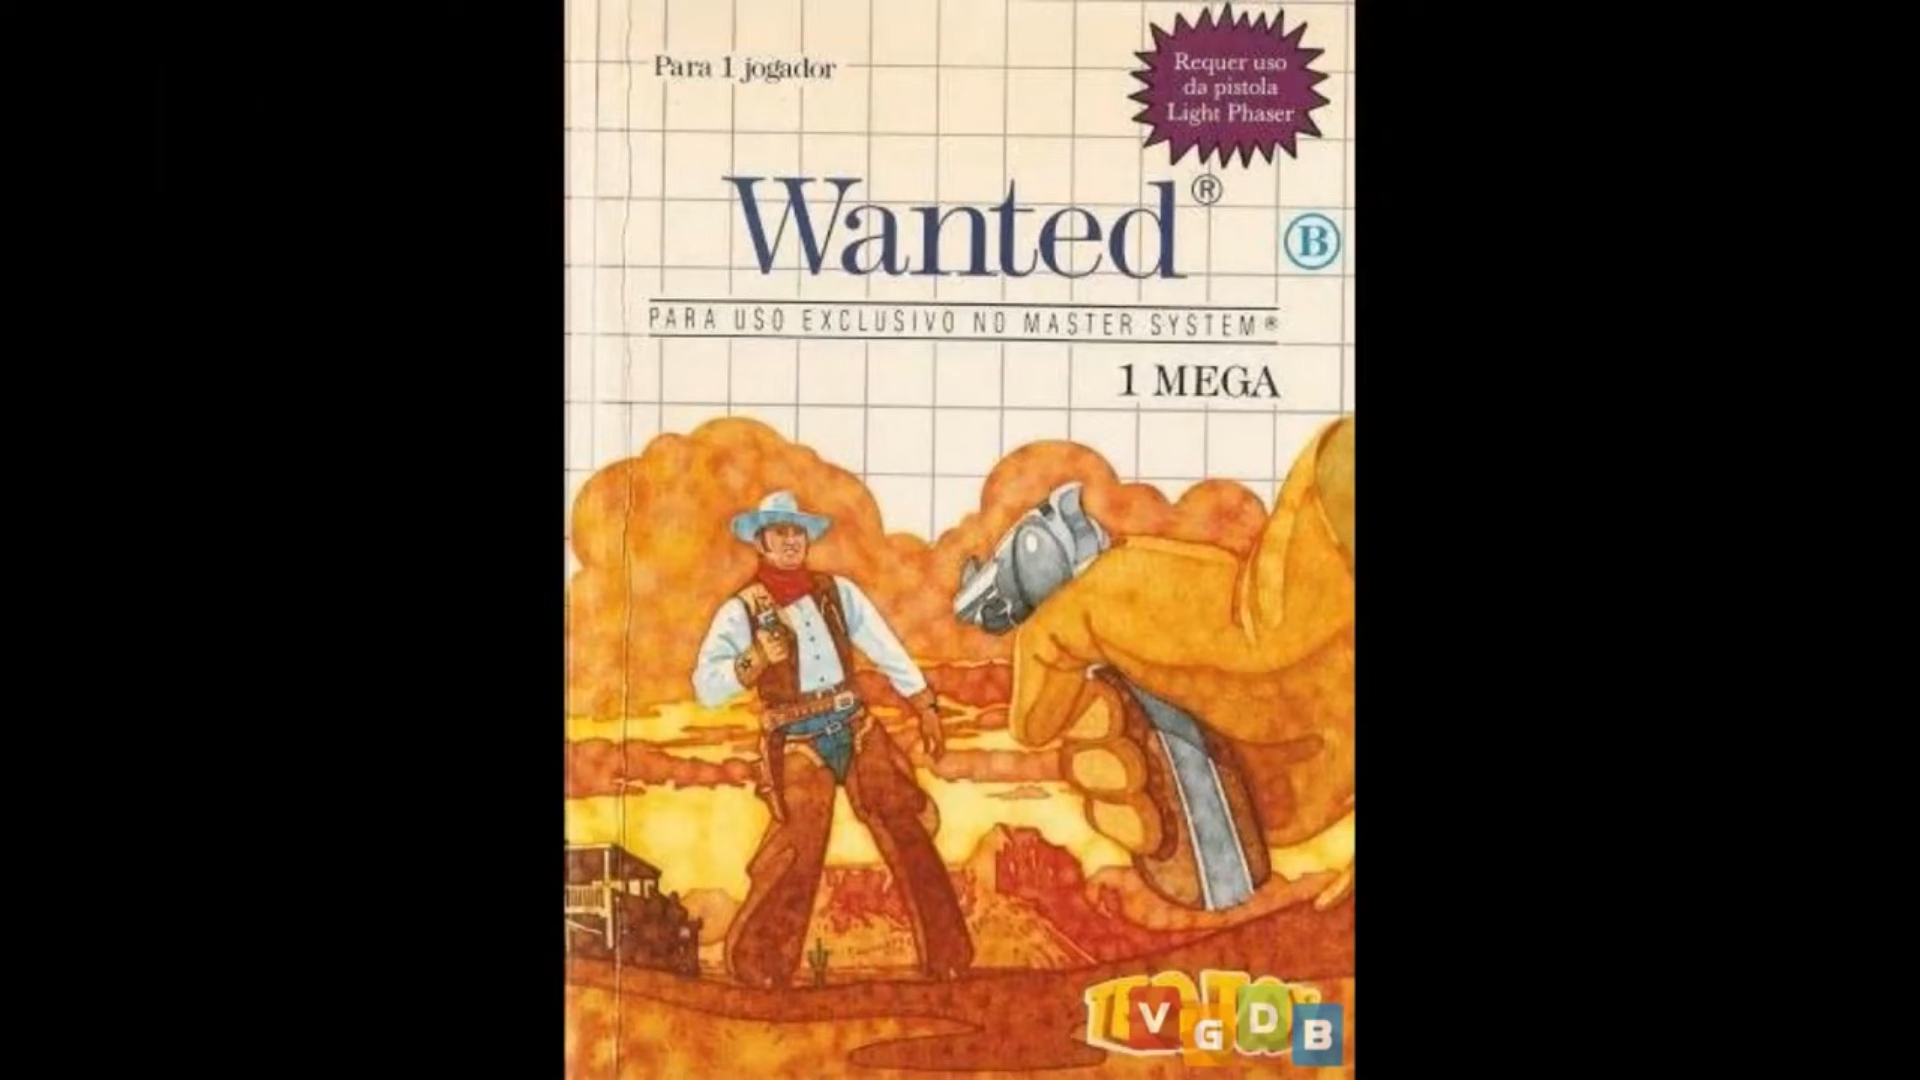 Para 1 jogador
Requer uso
da pistola
Light Phaser
Wanted®
B
PARA USO EXCLUSIVO NO MASTER SYSTEM®
1 MEGA
VGDB